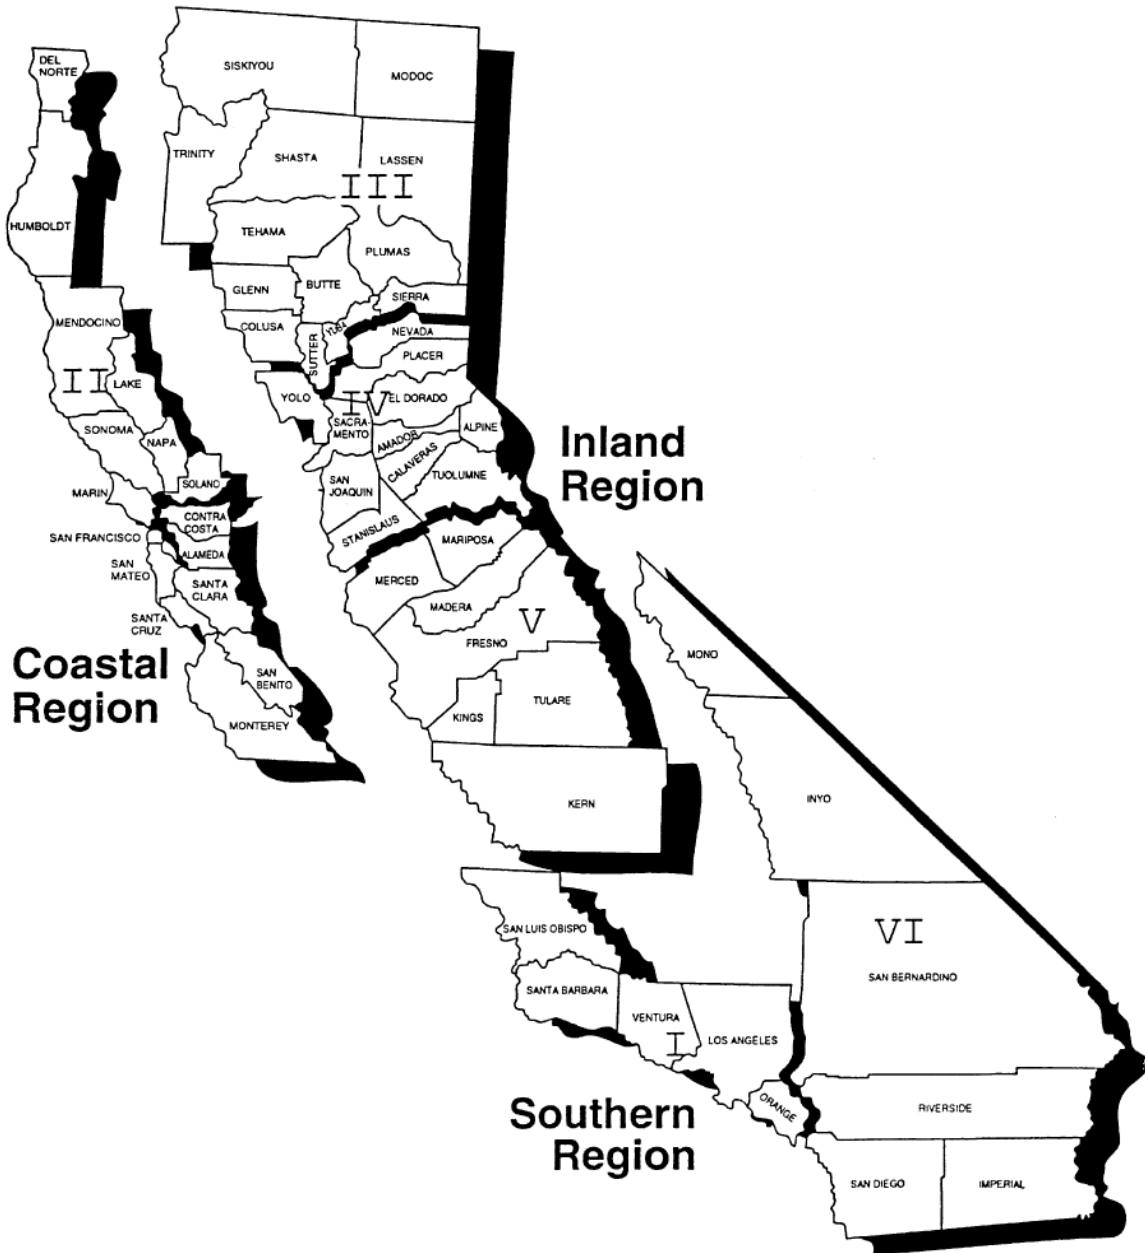 DEL
NORTE
SISKIYOU
MODOC
TRINITY
SHASTA
LASSEN
III
HUMBOLDT
TEHAMA
PLUMAS
GLENN
BUTTE
SIERRA
MENDOCINO
COLUSA
SUTTER
YUBA
NEVADA
PLACER
II
LAKE
YOLO
IV
EL DORADO
SONOMA
NAPA
SACRA-
MENTO
AMADOR
ALPINE
CALAVERAS
TUOLUMNE
Inland
Region
MARIN
SOLANO
SAN
JOAQUIN
CONTRA
COSTA
STANISLAUS
SAN FRANCISCO
ALAMEDA
MARIPOSA
SAN
MATEO
SANTA
CLARA
MERCED
MADERA
SANTA
CRUZ
V
FRESNO
Coastal
Region
SAN
BENITO
MONO
MONTEREY
KINGS
TULARE
KERN
INYO
SAN LUIS OBISPO
VI
SAN BERNARDINO
SANTA BARBARA
VENTURA
I
LOS ANGELES
ORANGE
RIVERSIDE
Southern
Region
SAN DIEGO
IMPERIAL